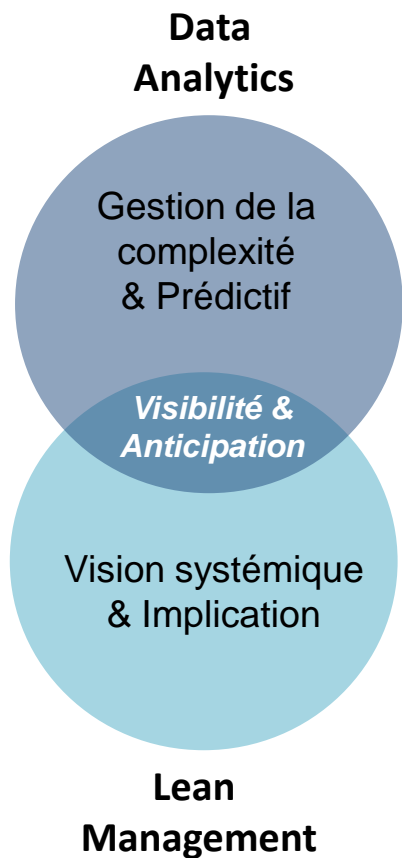 Data
Analytics
Gestion de la
complexité
& Prédictif
Visibilité &
Anticipation
Vision systémique
& Implication
Lean
Management